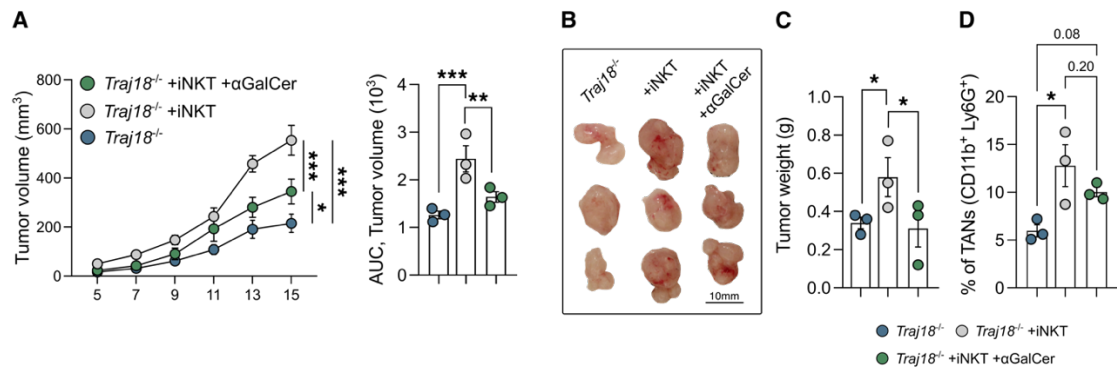 A
B
C
D
Traj18-/- +iNKT +αGalCer
Traj18-/- +iNKT
Traj18-/-
Tumor volume (mm3)
800
600
400
200
0
5 7 9 11 13 15
***
*
***
AUC, Tumor volume (103)
4
3
2
1
0
***
**
Traj18-/-
+iNKT
+iNKT
+αGalCer
10mm
Tumor weight (g)
1.0
0.8
0.6
0.4
0.2
0.0
*
*
% of TANs (CD11b+ Ly6G+)
20
15
10
5
0
0.08
0.20
*
Traj18-/- Traj18-/- +iNKT
Traj18-/- +iNKT +αGalCer